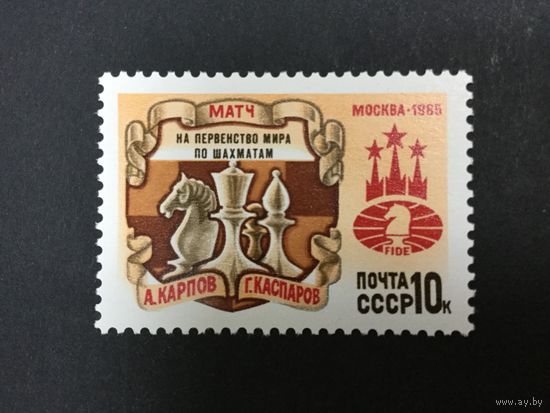 МАТЧ
НА ПЕРВЕНСТВО МИРА
ПО ШАХМАТАМ
А.КАРПОВ
Г.КАСПАРОВ
МОСКВА·1985
FIDE
ПОЧТА
СССР 10к
www.ay.by